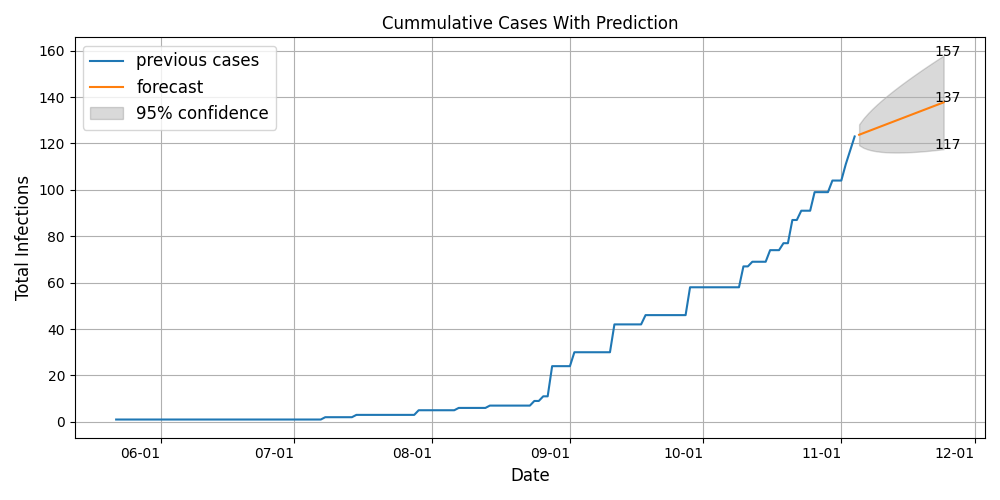 Cummulative Cases With Prediction
previous cases
forecast
95% confidence
157
137
117
160
140
120
100
80
60
40
20
0
Total Infections
06-01 07-01 08-01 09-01 10-01 11-01 12-01
Date